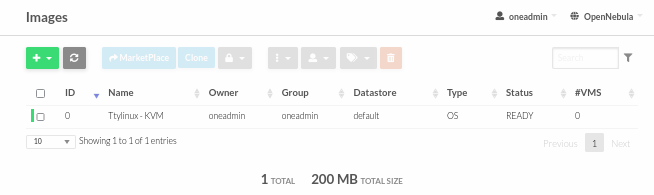 Images
oneadmin OpenNebula
MarketPlace Clone Search
ID Name Owner Group Datastore Type Status #VMS
0 Ttylinux - KVM oneadmin oneadmin default OS READY 0
10 Showing 1 to 1 of 1 entries Previous 1 Next
1 TOTAL 200 MB TOTAL SIZE